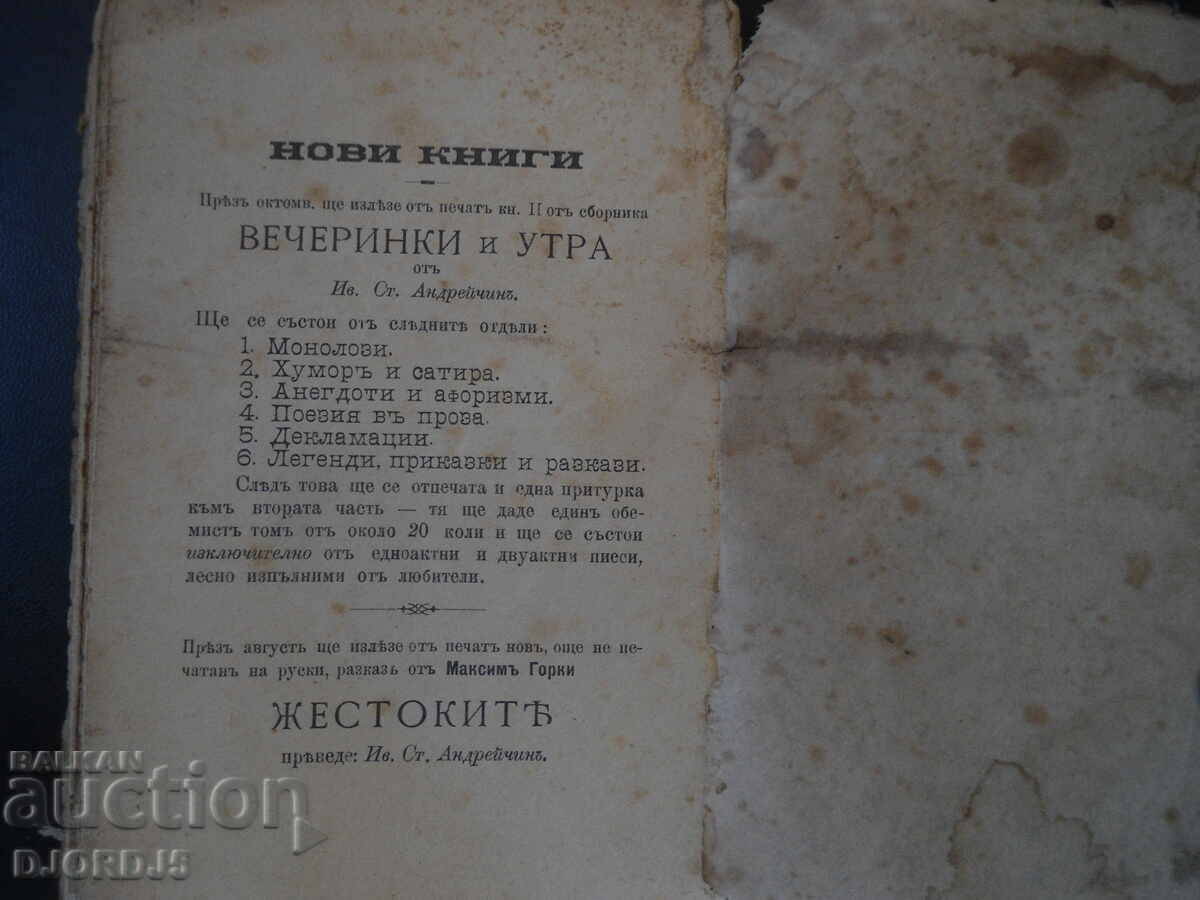 НОВИ КНИГИ
Прѣзъ октомв. ще излѣзе отъ печатъ кн. II отъ сборника
ВЕЧЕРИНКИ и УТРА
отъ
Ив. Ст. Андрейчинъ.
Ще се състои отъ слѣднитѣ отдѣли:
1. Монолози.
2. Хуморъ и сатира.
3. Анегдоти и афоризми.
4. Поезия въ проза.
5. Декламации.
6. Легенди, приказки и разкази.
Слѣдъ това ще се отпечата и една притурка
къмъ втората часть — тя ще даде единъ обе-
мистъ томъ отъ около 20 коли и ще се състои
изключително отъ едноактни и двуактни пиеси,
лесно изпълними отъ любители.
Прѣзъ августъ ще излѣзе отъ печатъ новъ, още не пе-
чатанъ на руски, разказъ отъ Максимъ Горки
ЖЕСТОКИТѢ
прѣведе: Ив. Ст. Андрейчинъ.
BALKAN
auction
DJORDJ5